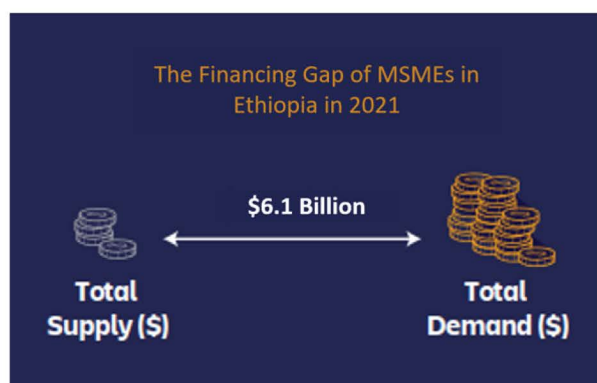 The Financing Gap of MSMEs in
Ethiopia in 2021
$6.1 Billion
Total
Supply ($)
Total
Demand ($)